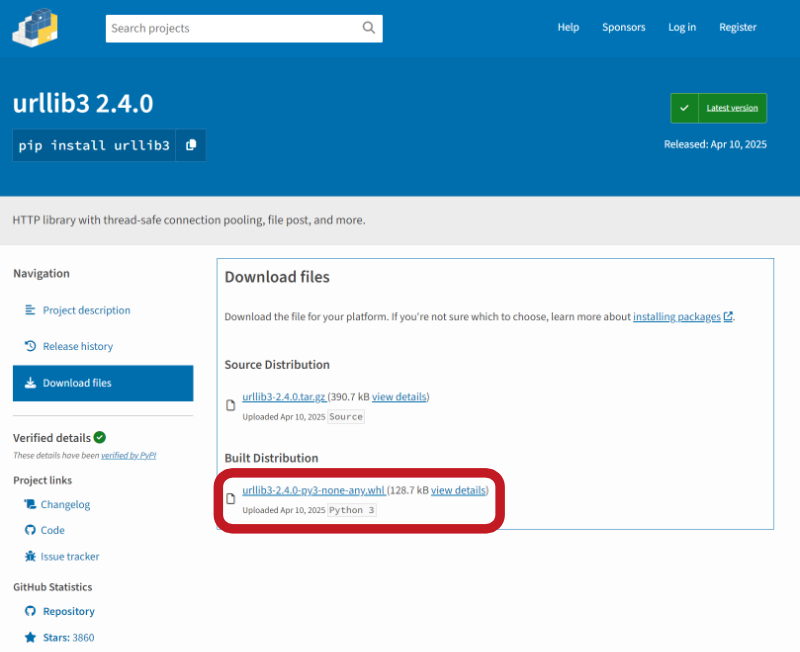 Search projects
Help Sponsors Log in Register
urllib3 2.4.0
pip install urllib3
Latest version
Released: Apr 10, 2025
HTTP library with thread-safe connection pooling, file post, and more.
Navigation
Project description
Release history
Download files
Verified details
These details have been verified by PyPI
Project links
Changelog
Code
Issue tracker
GitHub Statistics
Repository
Stars: 3860
Download files
Download the file for your platform. If you're not sure which to choose, learn more about installing packages.
Source Distribution
urllib3-2.4.0.tar.gz (390.7 kB view details)
Uploaded Apr 10, 2025 Source
Built Distribution
urllib3-2.4.0-py3-none-any.whl (128.7 kB view details)
Uploaded Apr 10, 2025 Python 3